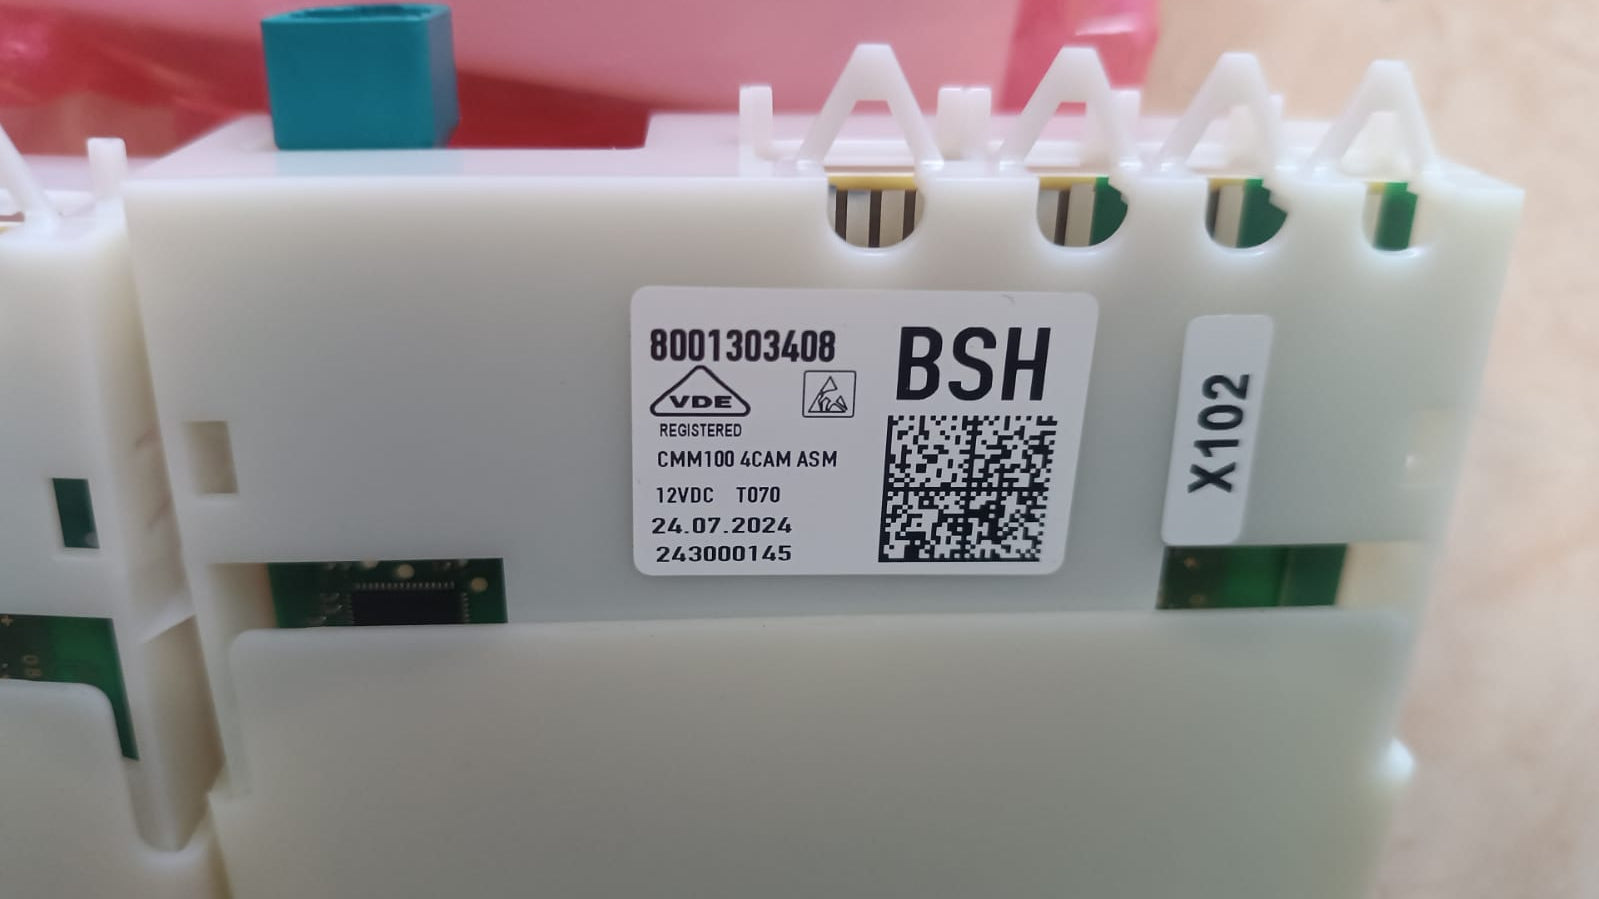 8001303408
BSH
VDE
REGISTERED
CMM100 4CAM ASM
12VDC T070
24.07.2024
243000145
X102